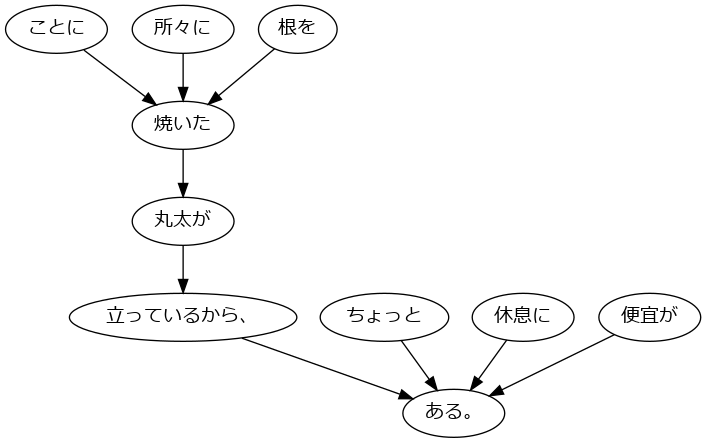 ことに 所々に 根を
焼いた
丸太が
立っているから、 ちょっと 休息に 便宜が
ある。